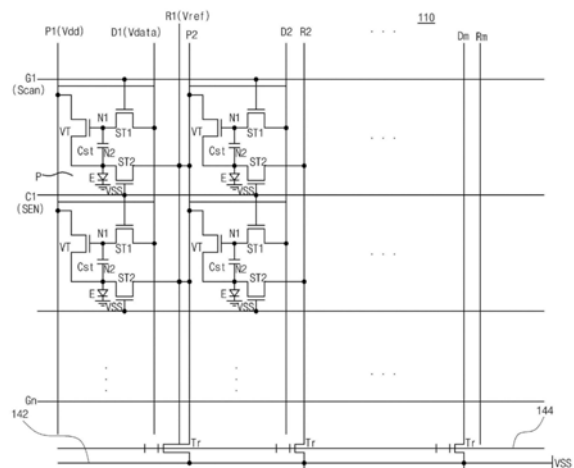 110
R1(Vref)
P1(Vdd) D1(Vdata) P2 D2 R2 Dm Rm
G1
(Scan)
N1 N1
VT ST1 VT ST1
Cst Cst
N2 ST2 N2 ST2
P E E
VSS VSS
C1
(SEN)
N1 N1
VT ST1 VT ST1
Cst Cst
N2 ST2 N2 ST2
E E
VSS VSS
Gn
142 Tr Tr Tr 144
VSS